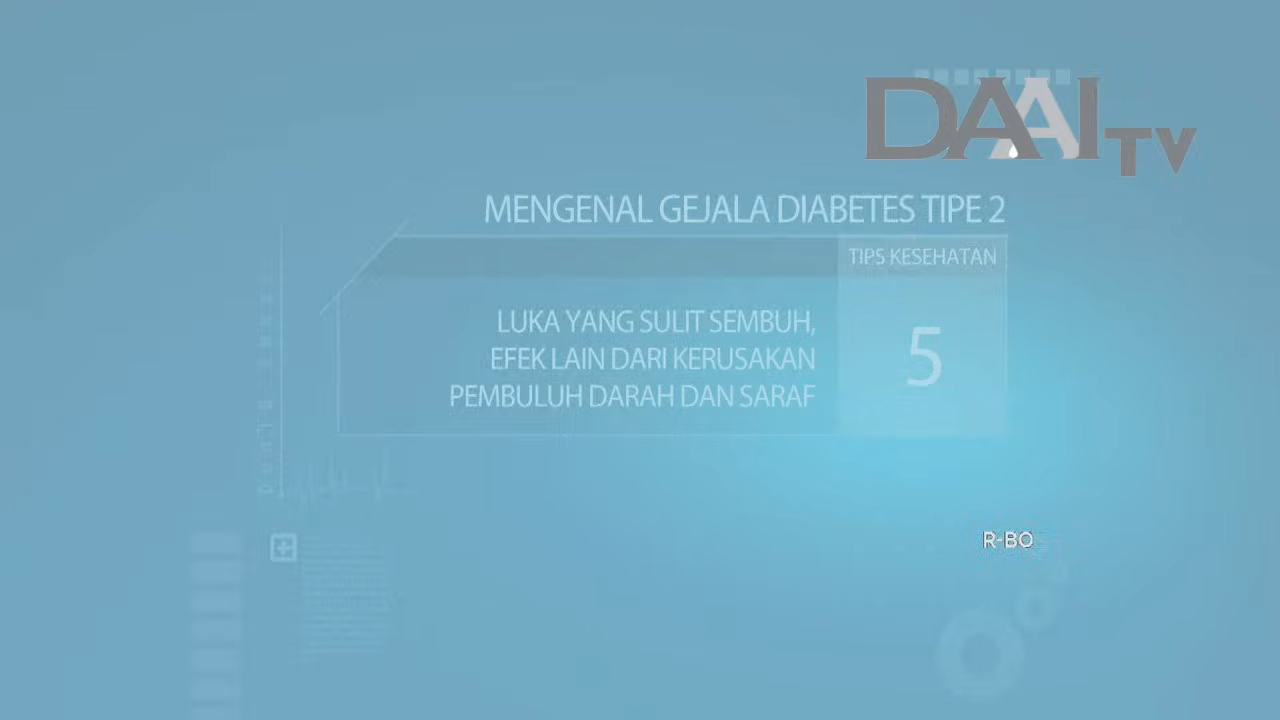 DAAI TV
MENGENAL GEJALA DIABETES TIPE 2
TIPS KESEHATAN
LUKA YANG SULIT SEMBUH,
EFEK LAIN DARI KERUSAKAN
PEMBULUH DARAH DAN SARAF
5
R-BO